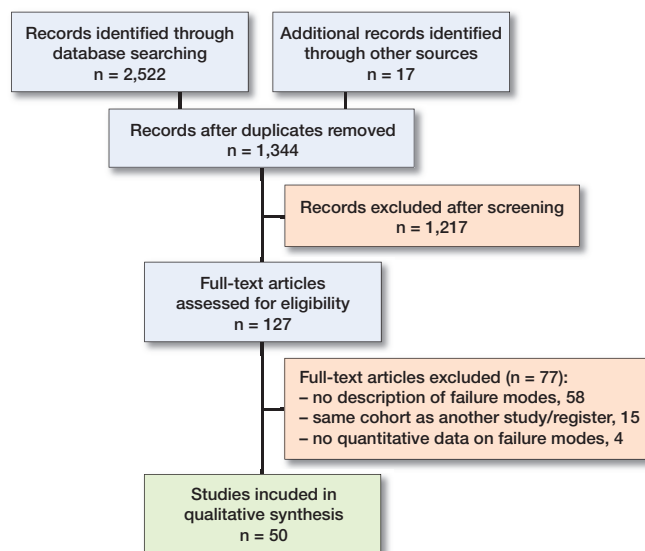 Records identified through
database searching
n = 2,522
Additional records identified
through other sources
n = 17
Records after duplicates removed
n = 1,344
Records excluded after screening
n = 1,217
Full-text articles
assessed for eligibility
n = 127
Full-text articles excluded (n = 77):
– no description of failure modes, 58
– same cohort as another study/register, 15
– no quantitative data on failure modes, 4
Studies incuded in
qualitative synthesis
n = 50